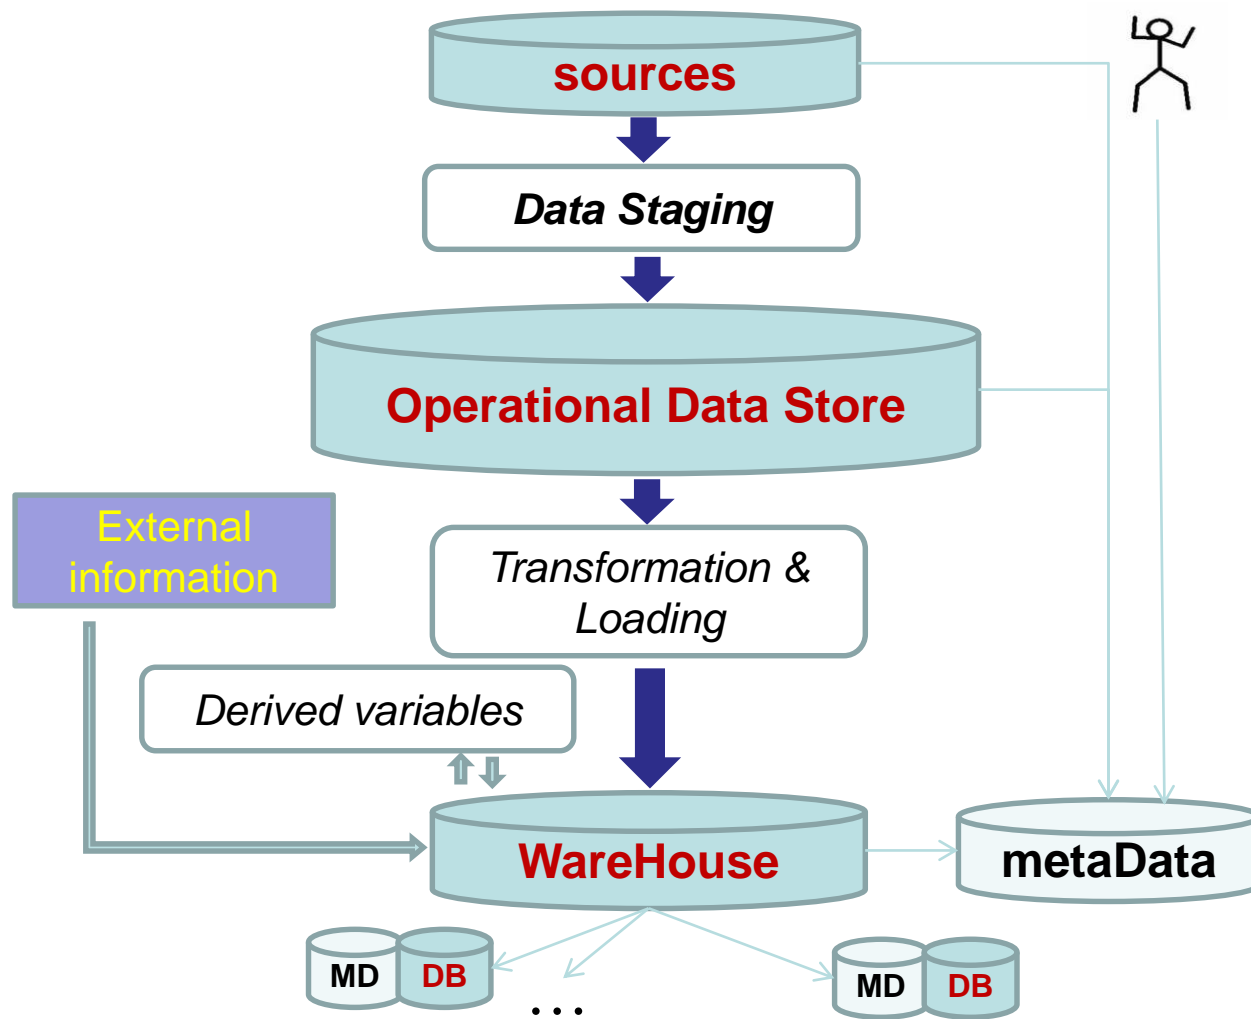 sources
Data Staging
Operational Data Store
External
information
Transformation &
Loading
Derived variables
WareHouse
metaData
MD
DB
...
MD
DB